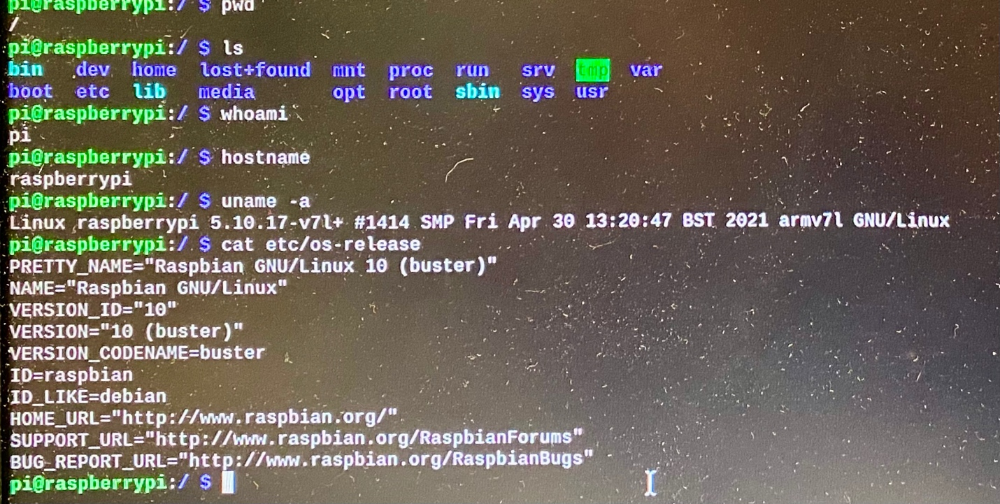 pi@raspberrypi:/ $ pwd
/
pi@raspberrypi:/ $ ls
bin dev home lost+found mnt proc run srv tmp var
boot etc lib media opt root sbin sys usr
pi@raspberrypi:/ $ whoami
pi
pi@raspberrypi:/ $ hostname
raspberrypi
pi@raspberrypi:/ $ uname -a
Linux raspberrypi 5.10.17-v7l+ #1414 SMP Fri Apr 30 13:20:47 BST 2021 armv7l GNU/Linux
pi@raspberrypi:/ $ cat etc/os-release
PRETTY_NAME="Raspbian GNU/Linux 10 (buster)"
NAME="Raspbian GNU/Linux"
VERSION_ID="10"
VERSION="10 (buster)"
VERSION_CODENAME=buster
ID=raspbian
ID_LIKE=debian
HOME_URL="http://www.raspbian.org/"
SUPPORT_URL="http://www.raspbian.org/RaspbianForums"
BUG_REPORT_URL="http://www.raspbian.org/RaspbianBugs"
pi@raspberrypi:/ $